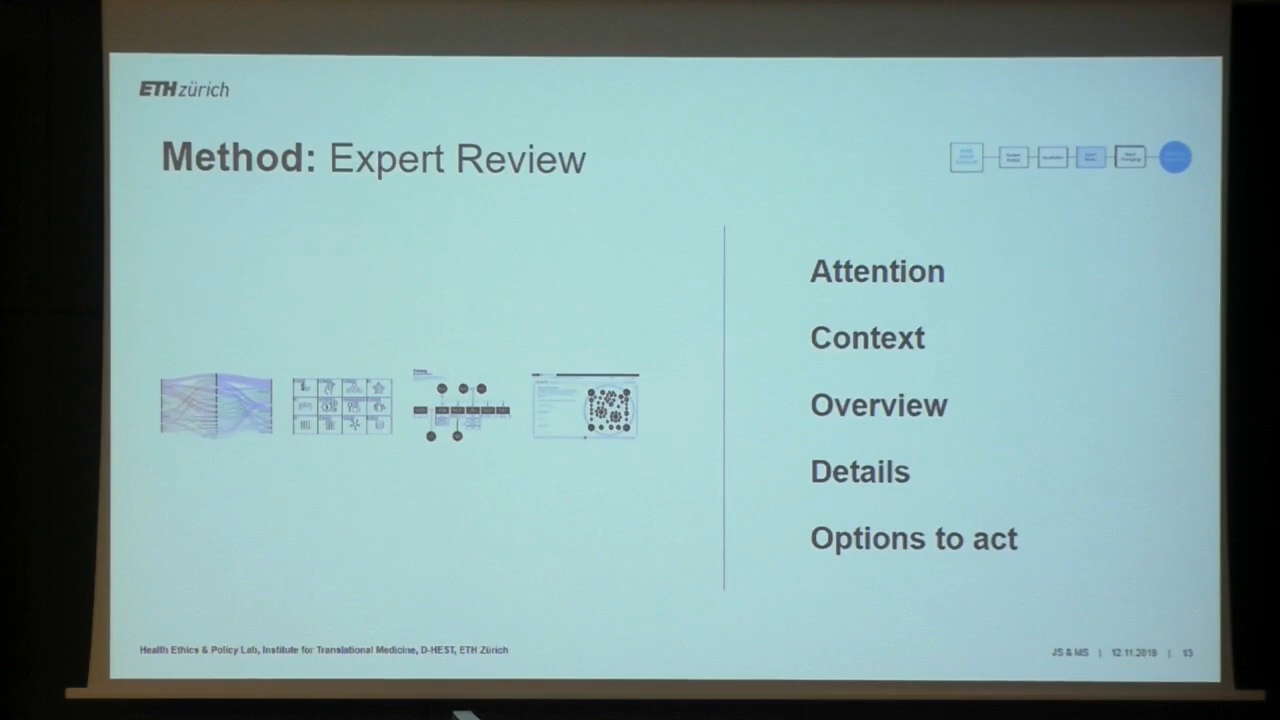 ETH zürich
Method: Expert Review
Attention
Context
Overview
Details
Options to act
Health Ethics & Policy Lab, Institute for Translational Medicine, D-HEST, ETH Zürich
JS & MS | 12.11.2019 | 13